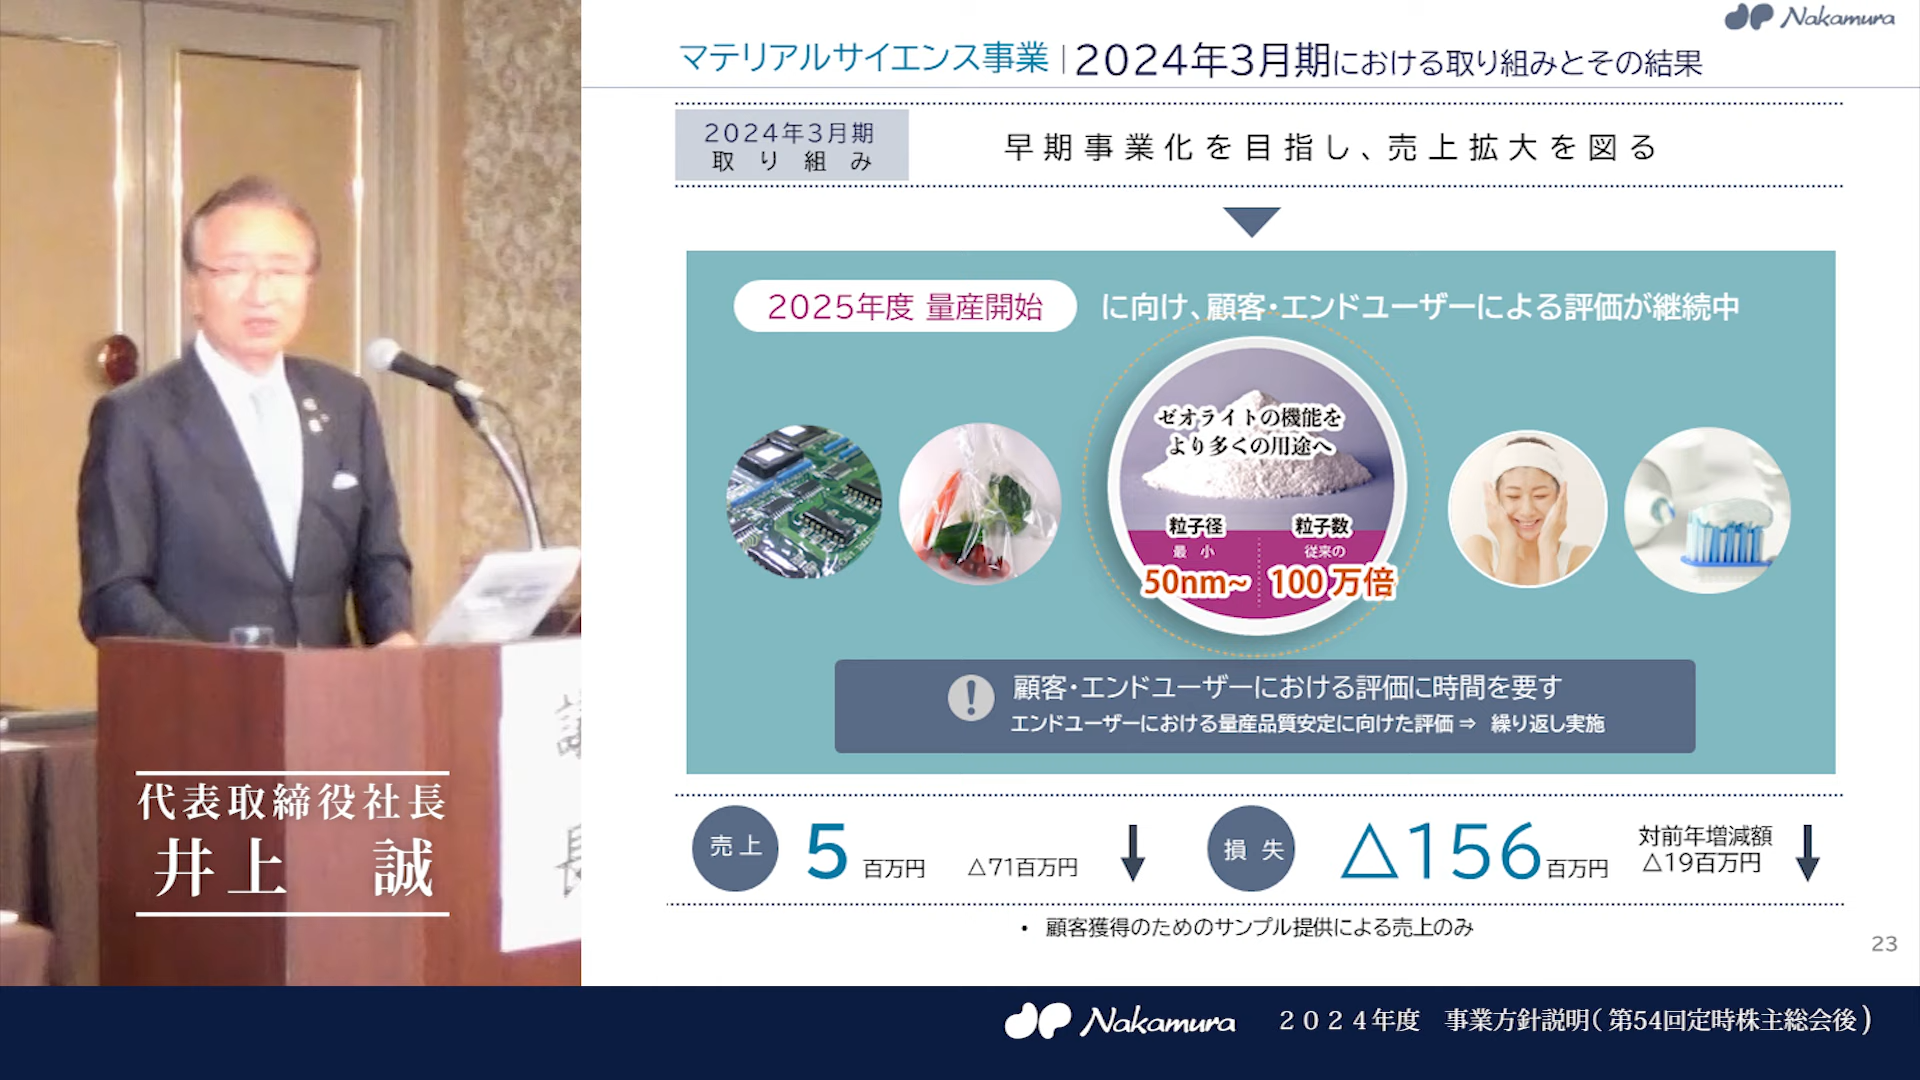 Nakamura
マテリアルサイエンス事業|2024年3月期における取り組みとその結果
2024年3月期
取り組み
早期事業化を目指し、売上拡大を図る
2025年度 量産開始 に向け、顧客・エンドユーザーによる評価が継続中
ゼオライトの機能を
より多くの用途へ
粒子径
最小
50nm~
粒子数
従来の
100万倍
! 顧客・エンドユーザーにおける評価に時間を要す
エンドユーザーにおける量産品質安定に向けた評価 ⇒ 繰り返し実施
売上 5 百万円 △71百万円
損失 △156百万円 対前年増減額
△19百万円
• 顧客獲得のためのサンプル提供による売上のみ
23
議長
代表取締役社長
井上 誠
Nakamura 2024年度 事業方針説明(第54回定時株主総会後)